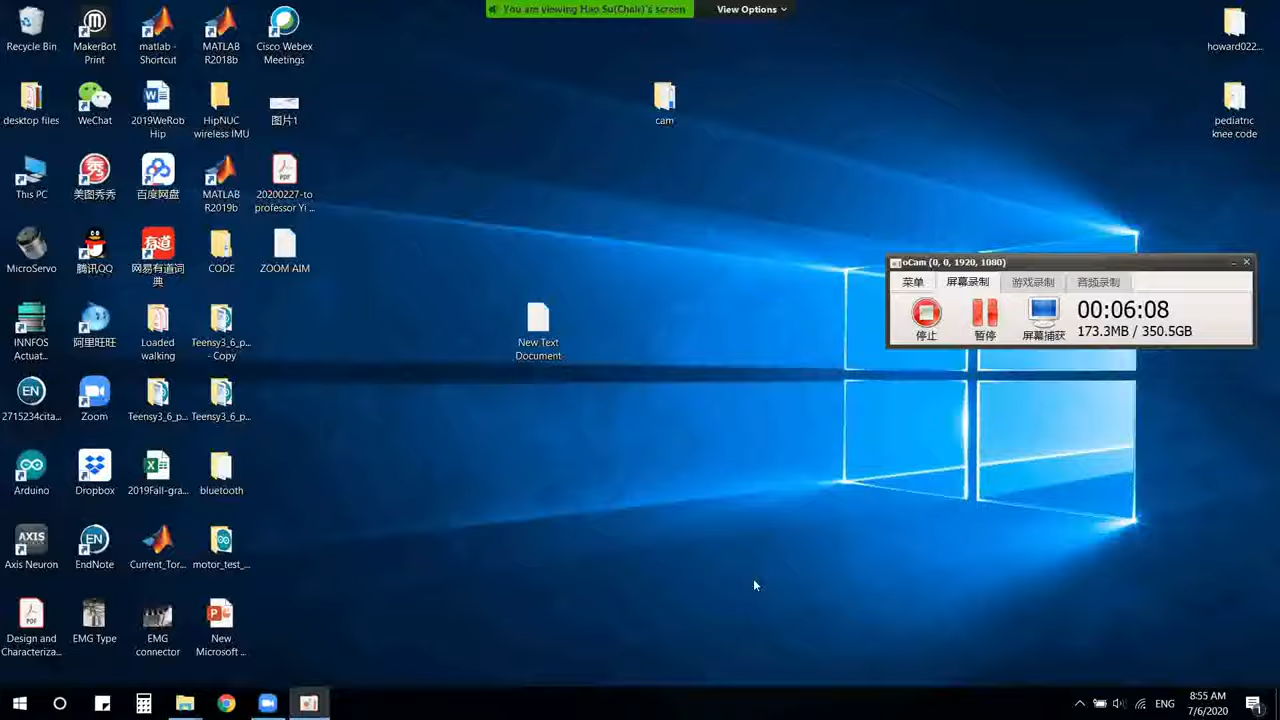 You are viewing Hao Su(Chair)'s screen
View Options
Recycle Bin
MakerBot
Print
matlab -
Shortcut
MATLAB
R2018b
Cisco Webex
Meetings
cam
howard022...
desktop files
WeChat
2019WeRob
Hip
HipNUC
wireless IMU
图片1
pediatric
knee code
This PC
美图秀秀
百度网盘
MATLAB
R2019b
20200227-to
professor Yi ...
MicroServo
腾讯QQ
网易有道词
典
CODE
ZOOM AIM
oCam (0, 0, 1920, 1080)
菜单
屏幕录制
游戏录制
音频录制
00:06:08
173.3MB / 350.5GB
停止
暂停
屏幕捕获
INNFOS
Actuat...
阿里旺旺
Loaded
walking
Teensy3_6_p...
- Copy
New Text
Document
2715234cita...
Zoom
Teensy3_6_p...
Teensy3_6_p...
Arduino
Dropbox
2019Fall-gra...
bluetooth
Axis Neuron
EndNote
Current_Tor...
motor_test_...
Design and
Characteriza...
EMG Type
EMG
connector
New
Microsoft ...
ENG
8:55 AM
7/6/2020